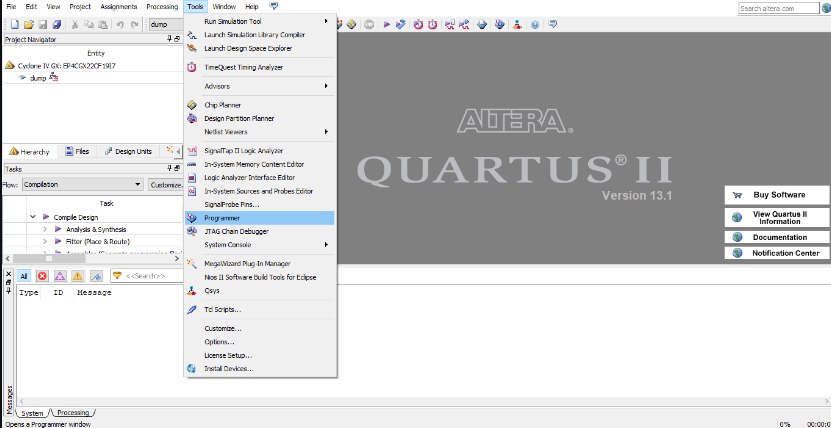 File Edit View Project Assignments Processing Tools Window Help
Search altera.com
dump
Project Navigator
Entity
Cyclone IV GX: EP4CGX22CF19I7
dump
Hierarchy Files Design Units
Tasks
Flow: Compilation Customize...
Task
Compile Design
Analysis & Synthesis
Fitter (Place & Route)
Run Simulation Tool
Launch Simulation Library Compiler
Launch Design Space Explorer
TimeQuest Timing Analyzer
Advisors
Chip Planner
Design Partition Planner
Netlist Viewers
SignalTap II Logic Analyzer
In-System Memory Content Editor
Logic Analyzer Interface Editor
In-System Sources and Probes Editor
SignalProbe Pins...
Programmer
JTAG Chain Debugger
System Console
MegaWizard Plug-In Manager
Nios II Software Build Tools for Eclipse
Qsys
Tcl Scripts...
Customize...
Options...
License Setup...
Install Devices...
ALTERA®
QUARTUS® II
Version 13.1
Buy Software
View Quartus II
Information
Documentation
Notification Center
All <<Search>>
Type ID Message
Messages
System Processing
Opens a Programmer window
0% 00:00:0